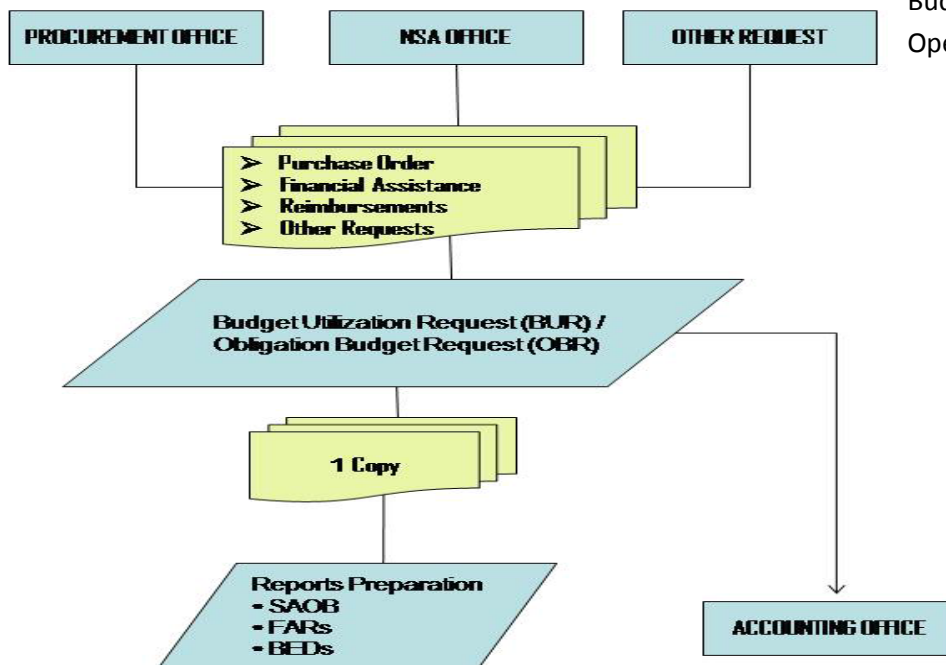 PROCUREMENT OFFICE
NSA OFFICE
OTHER REQUEST
➢ Purchase Order
➢ Financial Assistance
➢ Reimbursements
➢ Other Requests
Budget Utilization Request (BUR) /
Obligation Budget Request (OBR)
1 Copy
Reports Preparation
• SAOB
• FARs
• BEDs
ACCOUNTING OFFICE